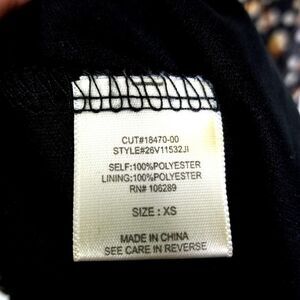 CUT#18470-00
STYLE#26V11532JI
SELF:100%POLYESTER
LINING:100%POLYESTER
RN# 106289
SIZE : XS
MADE IN CHINA
SEE CARE IN REVERSE